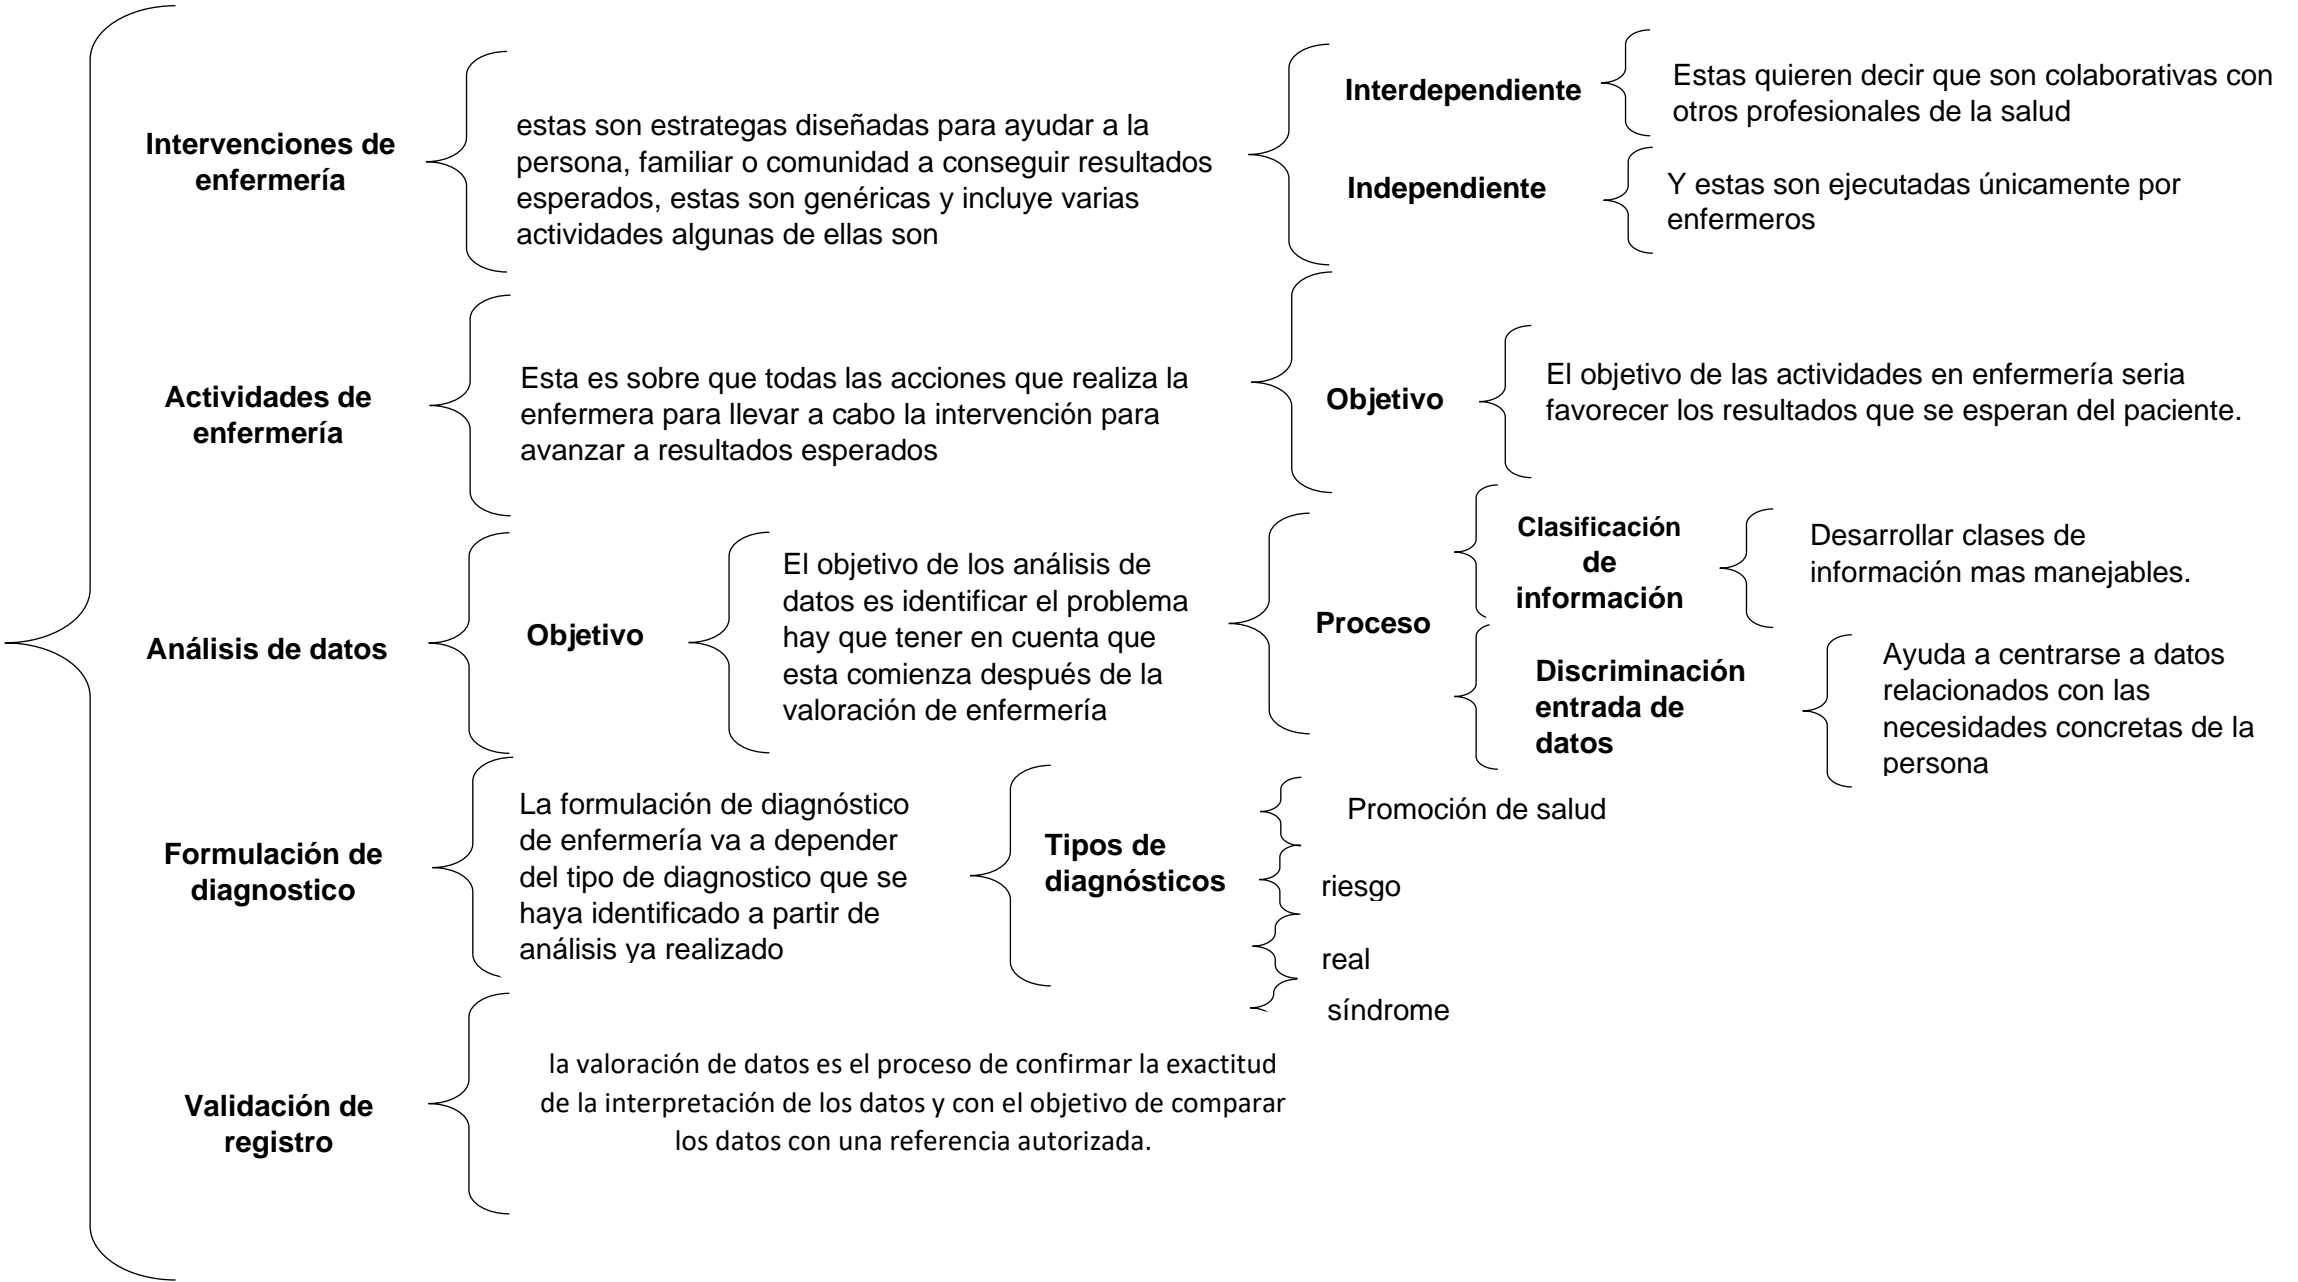 Intervenciones de
enfermería
estas son estrategas diseñadas para ayudar a la
persona, familiar o comunidad a conseguir resultados
esperados, estas son genéricas y incluye varias
actividades algunas de ellas son
Interdependiente
Estas quieren decir que son colaborativas con
otros profesionales de la salud
Independiente
Y estas son ejecutadas únicamente por
enfermeros
Actividades de
enfermería
Esta es sobre que todas las acciones que realiza la
enfermera para llevar a cabo la intervención para
avanzar a resultados esperados
Objetivo
El objetivo de las actividades en enfermería seria
favorecer los resultados que se esperan del paciente.
Análisis de datos
Objetivo
El objetivo de los análisis de
datos es identificar el problema
hay que tener en cuenta que
esta comienza después de la
valoración de enfermería
Proceso
Clasificación
de
información
Desarrollar clases de
información mas manejables.
Discriminación
entrada de
datos
Ayuda a centrarse a datos
relacionados con las
necesidades concretas de la
persona
Formulación de
diagnostico
La formulación de diagnóstico
de enfermería va a depender
del tipo de diagnostico que se
haya identificado a partir de
análisis ya realizado
Tipos de
diagnósticos
Promoción de salud
riesgo
real
síndrome
Validación de
registro
la valoración de datos es el proceso de confirmar la exactitud
de la interpretación de los datos y con el objetivo de comparar
los datos con una referencia autorizada.